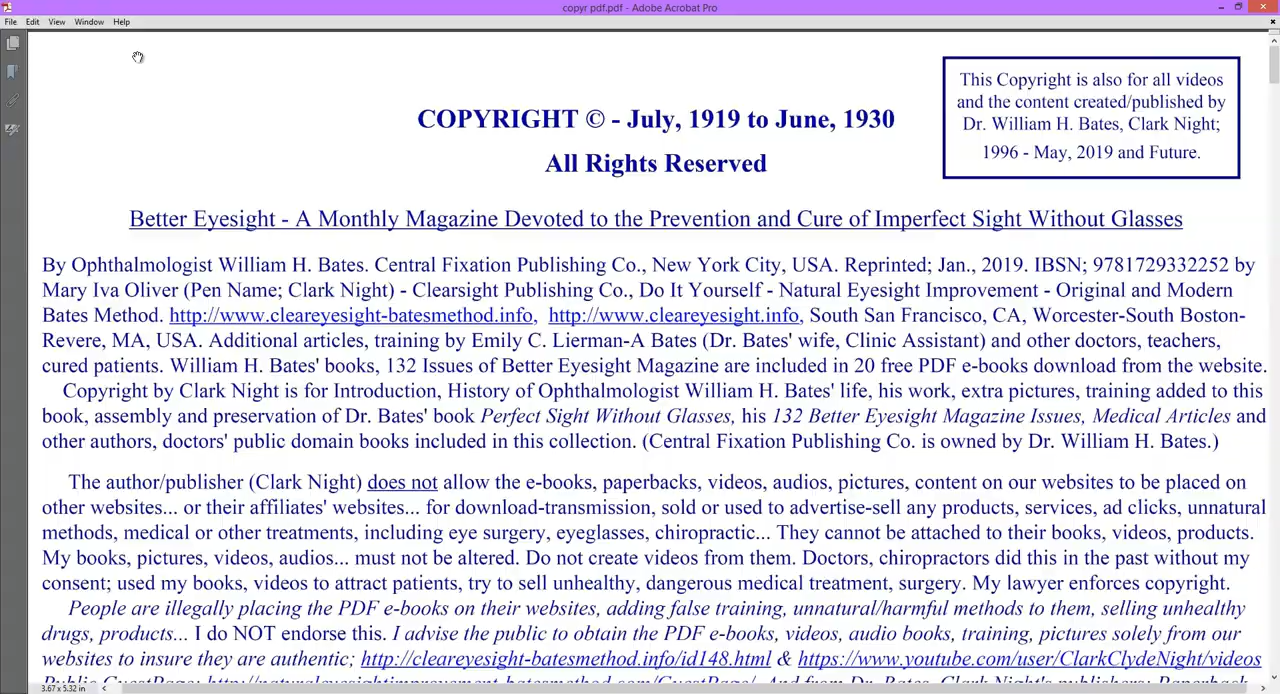 copyr pdf.pdf - Adobe Acrobat Pro
File Edit View Window Help
This Copyright is also for all videos
and the content created/published by
Dr. William H. Bates, Clark Night;
1996 - May, 2019 and Future.
COPYRIGHT © - July, 1919 to June, 1930
All Rights Reserved
Better Eyesight - A Monthly Magazine Devoted to the Prevention and Cure of Imperfect Sight Without Glasses
By Ophthalmologist William H. Bates. Central Fixation Publishing Co., New York City, USA. Reprinted; Jan., 2019. IBSN; 9781729332252 by
Mary Iva Oliver (Pen Name; Clark Night) - Clearsight Publishing Co., Do It Yourself - Natural Eyesight Improvement - Original and Modern
Bates Method. http://www.cleareyesight-batesmethod.info, http://www.cleareyesight.info, South San Francisco, CA, Worcester-South Boston-
Revere, MA, USA. Additional articles, training by Emily C. Lierman-A Bates (Dr. Bates' wife, Clinic Assistant) and other doctors, teachers,
cured patients. William H. Bates' books, 132 Issues of Better Eyesight Magazine are included in 20 free PDF e-books download from the website.
Copyright by Clark Night is for Introduction, History of Ophthalmologist William H. Bates' life, his work, extra pictures, training added to this
book, assembly and preservation of Dr. Bates' book Perfect Sight Without Glasses, his 132 Better Eyesight Magazine Issues, Medical Articles and
other authors, doctors' public domain books included in this collection. (Central Fixation Publishing Co. is owned by Dr. William H. Bates.)
The author/publisher (Clark Night) does not allow the e-books, paperbacks, videos, audios, pictures, content on our websites to be placed on
other websites... or their affiliates' websites... for download-transmission, sold or used to advertise-sell any products, services, ad clicks, unnatural
methods, medical or other treatments, including eye surgery, eyeglasses, chiropractic... They cannot be attached to their books, videos, products.
My books, pictures, videos, audios... must not be altered. Do not create videos from them. Doctors, chiropractors did this in the past without my
consent; used my books, videos to attract patients, try to sell unhealthy, dangerous medical treatment, surgery. My lawyer enforces copyright.
People are illegally placing the PDF e-books on their websites, adding false training, unnatural/harmful methods to them, selling unhealthy
drugs, products... I do NOT endorse this. I advise the public to obtain the PDF e-books, videos, audio books, training, pictures solely from our
websites to insure they are authentic; http://cleareyesight-batesmethod.info/id148.html & https://www.youtube.com/user/ClarkClydeNight/videos
Public GuestPage; http://naturaleyesightimprovement-batesmethod.com/GuestPage/. And from Dr. Bates, Clark Night's publishers; Paperback
3.67 x 5.32 in